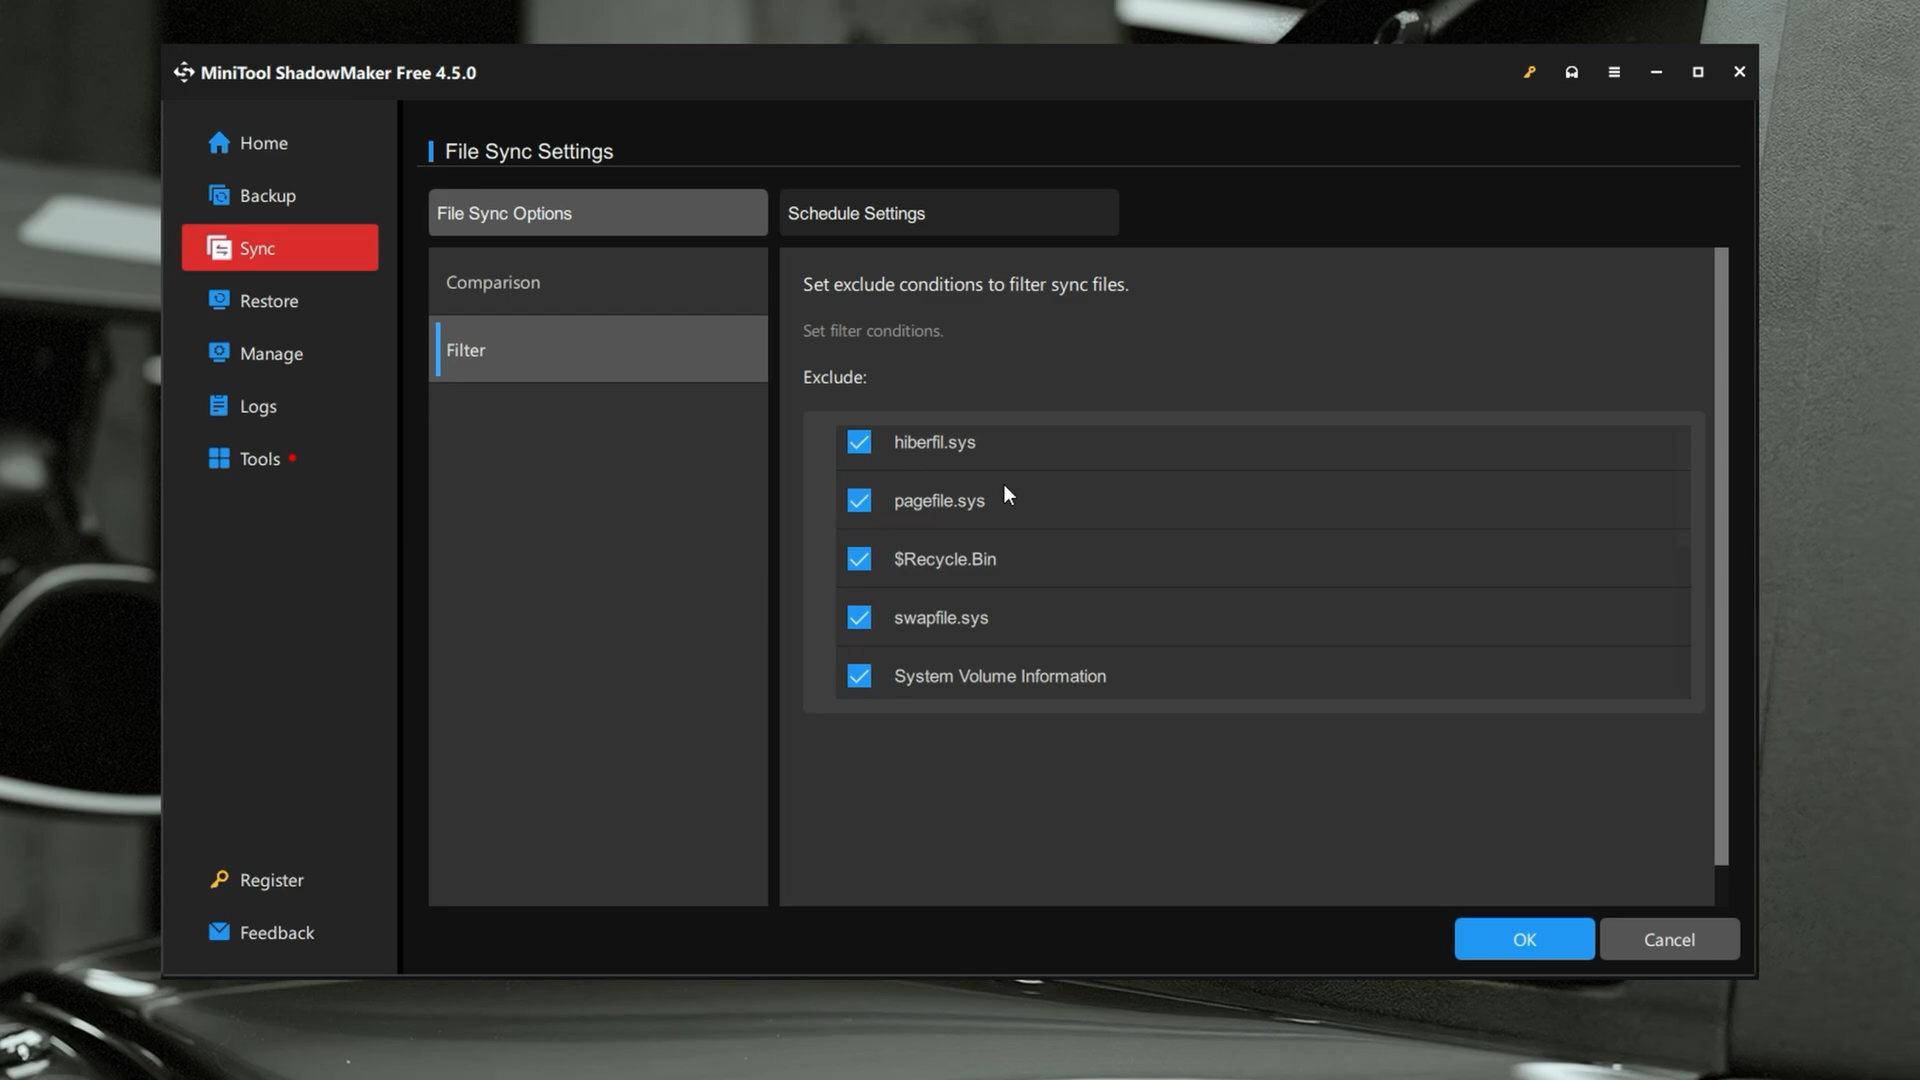 MiniTool ShadowMaker Free 4.5.0
Home
Backup
Sync
Restore
Manage
Logs
Tools
Register
Feedback
File Sync Settings
File Sync Options
Schedule Settings
Comparison
Filter
Set exclude conditions to filter sync files.
Set filter conditions.
Exclude:
hiberfil.sys
pagefile.sys
$Recycle.Bin
swapfile.sys
System Volume Information
OK
Cancel